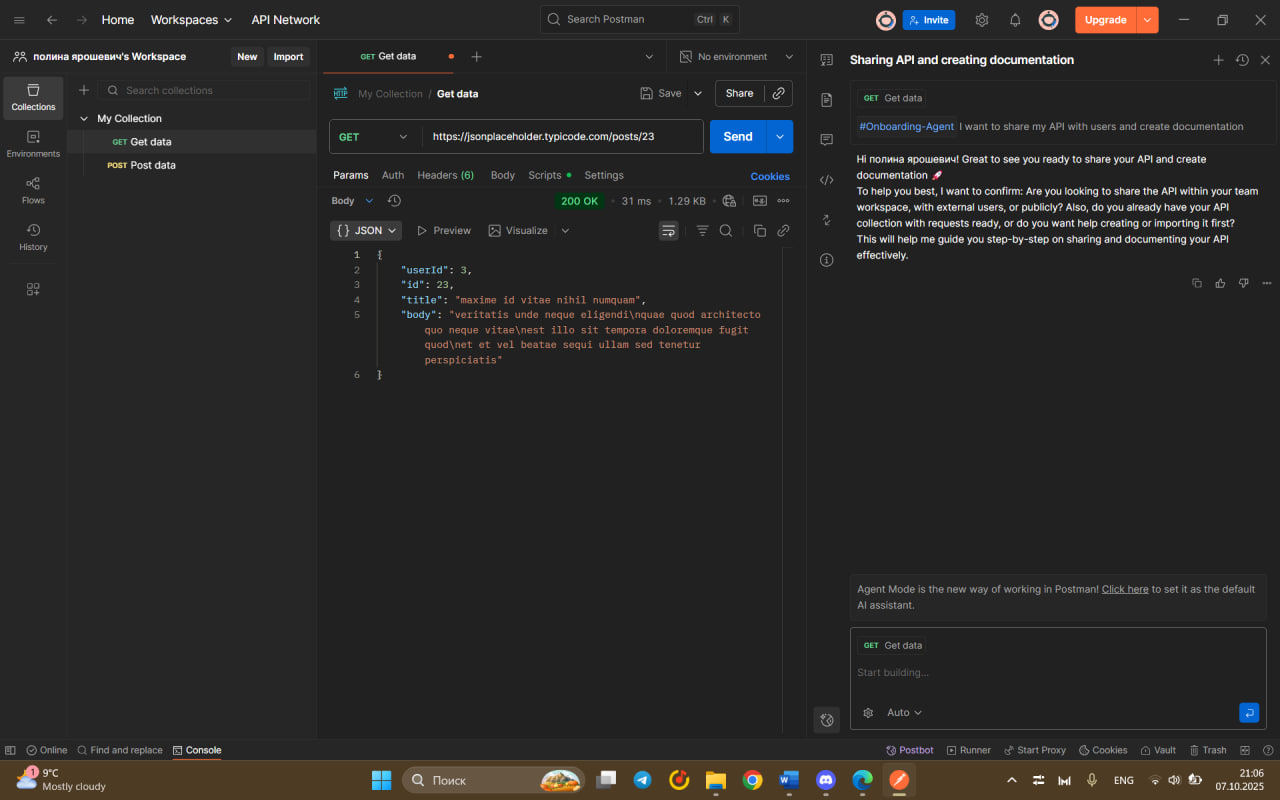 Home
Workspaces
API Network
Search Postman
Ctrl K
Invite
Upgrade
полина ярошевич's Workspace
New
Import
Collections
Environments
Flows
History
Search collections
My Collection
GET Get data
POST Post data
GET Get data
No environment
HTTP My Collection / Get data
Save
Share
GET
https://jsonplaceholder.typicode.com/posts/23
Send
Params
Auth
Headers (6)
Body
Scripts
Settings
Cookies
Body
200 OK
31 ms
1.29 KB
{} JSON
Preview
Visualize
1 {
2 "userId": 3,
3 "id": 23,
4 "title": "maxime id vitae nihil numquam",
5 "body": "veritatis unde neque eligendi\nquae quod architecto
quo neque vitae\nest illo sit tempora doloremque fugit
quod\net et vel beatae sequi ullam sed tenetur
perspiciatis"
6 }
Sharing API and creating documentation
GET Get data
#Onboarding-Agent I want to share my API with users and create documentation
Hi полина ярошевич! Great to see you ready to share your API and create
documentation 🚀
To help you best, I want to confirm: Are you looking to share the API within your team
workspace, with external users, or publicly? Also, do you already have your API
collection with requests ready, or do you want help creating or importing it first?
This will help me guide you step-by-step on sharing and documenting your API
effectively.
Agent Mode is the new way of working in Postman! Click here to set it as the default
AI assistant.
GET Get data
Start building...
Auto
Online
Find and replace
Console
Postbot
Runner
Start Proxy
Cookies
Vault
Trash
1
9°C
Mostly cloudy
Поиск
ENG
21:06
07.10.2025